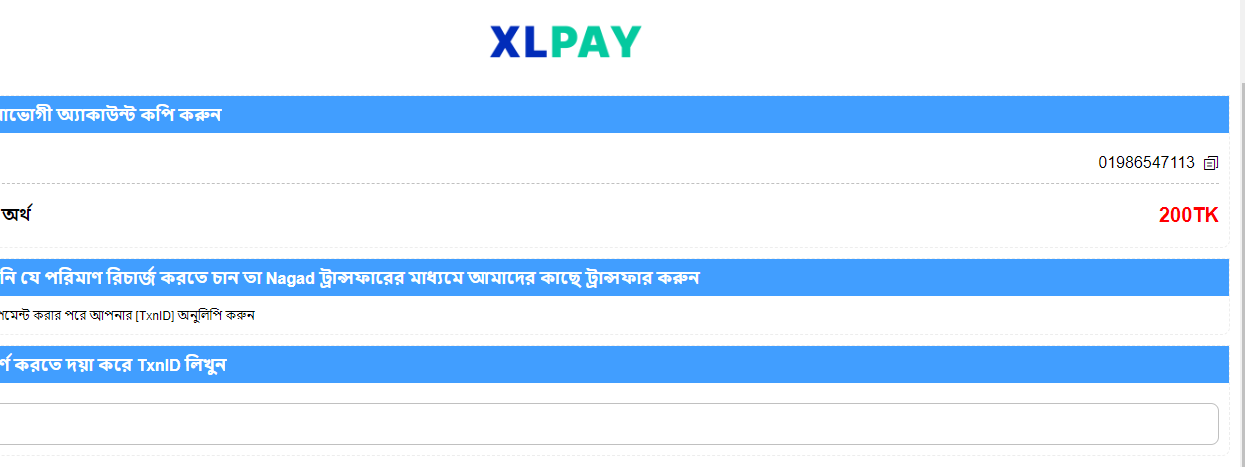 XLPAY
অ্যাকাউন্ট কপি করুন
01986547113
অর্থ
200TK
যে পরিমাণ রিচার্জ করতে চান তা Nagad ট্রান্সফারের মাধ্যমে আমাদের কাছে ট্রান্সফার করুন
করার পরে আপনার [TxnID] অনুলিপি করুন
করতে দয়া করে TxnID লিখুন